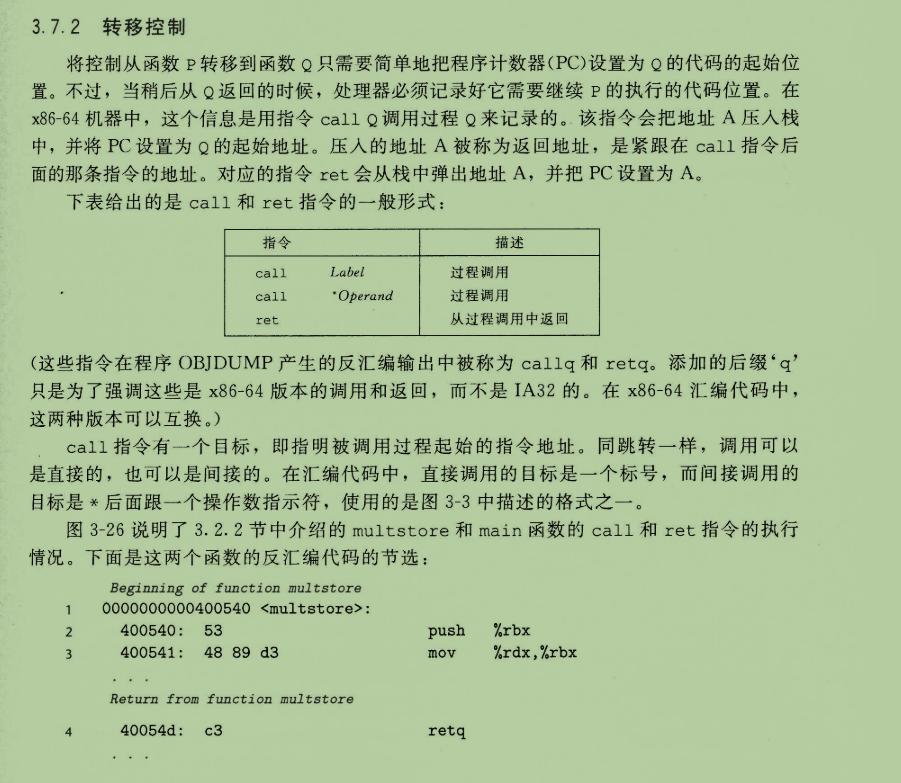 3.7.2 转移控制
将控制从函数 P 转移到函数 Q 只需要简单地把程序计数器(PC)设置为 Q 的代码的起始位
置。不过，当稍后从 Q 返回的时候，处理器必须记录好它需要继续 P 的执行的代码位置。在
x86-64 机器中，这个信息是用指令 call Q 调用过程 Q 来记录的。该指令会把地址 A 压入栈
中，并将 PC 设置为 Q 的起始地址。压入的地址 A 被称为返回地址，是紧跟在 call 指令后
面的那条指令的地址。对应的指令 ret 会从栈中弹出地址 A，并把 PC 设置为 A。
下表给出的是 call 和 ret 指令的一般形式：
指令 描述
call Label 过程调用
call *Operand 过程调用
ret 从过程调用中返回
(这些指令在程序 OBJDUMP 产生的反汇编输出中被称为 callq 和 retq。添加的后缀‘q’
只是为了强调这些是 x86-64 版本的调用和返回，而不是 IA32 的。在 x86-64 汇编代码中，
这两种版本可以互换。)
call 指令有一个目标，即指明被调用过程起始的指令地址。同跳转一样，调用可以
是直接的，也可以是间接的。在汇编代码中，直接调用的目标是一个标号，而间接调用的
目标是 * 后面跟一个操作数指示符，使用的是图 3-3 中描述的格式之一。
图 3-26 说明了 3.2.2 节中介绍的 multstore 和 main 函数的 call 和 ret 指令的执行
情况。下面是这两个函数的反汇编代码的节选：
Beginning of function multstore
1 0000000000400540 <multstore>:
2 400540: 53 push %rbx
3 400541: 48 89 d3 mov %rdx,%rbx
. . .
Return from function multstore
4 40054d: c3 retq
. . .